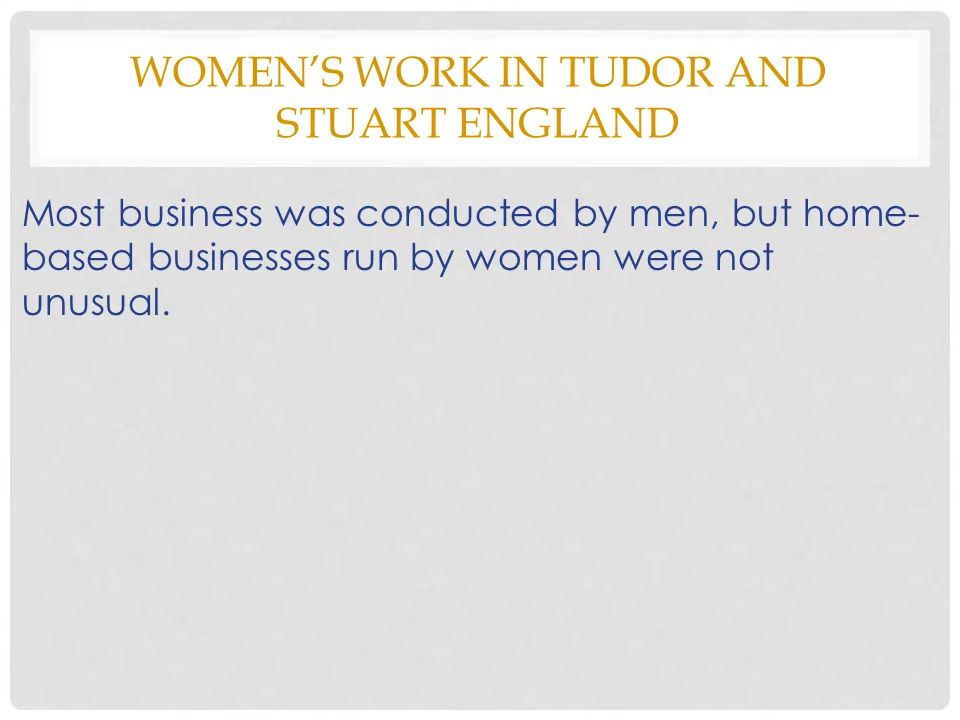 WOMEN’S WORK IN TUDOR AND
STUART ENGLAND
Most business was conducted by men, but home-
based businesses run by women were not
unusual.